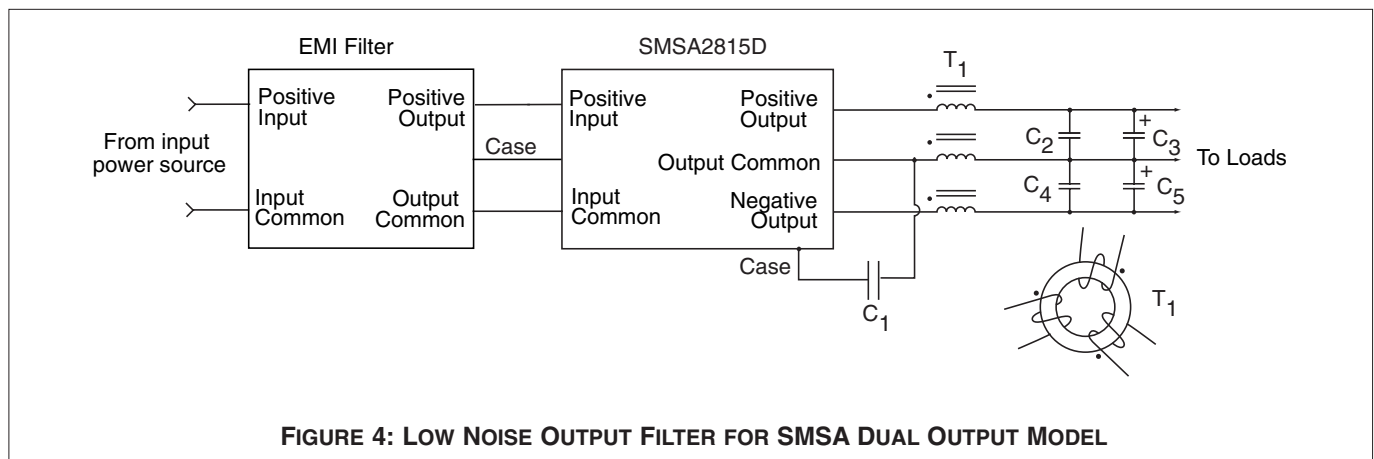 EMI Filter
SMSA2815D
T1
From input
power source
Positive
Input
Positive
Output
Input
Common
Output
Common
Case
Positive
Input
Positive
Output
Output Common
Input
Common
Negative
Output
Case
C1
C2
+
C3
C4
+
C5
To Loads
T1
FIGURE 4: LOW NOISE OUTPUT FILTER FOR SMSA DUAL OUTPUT MODEL